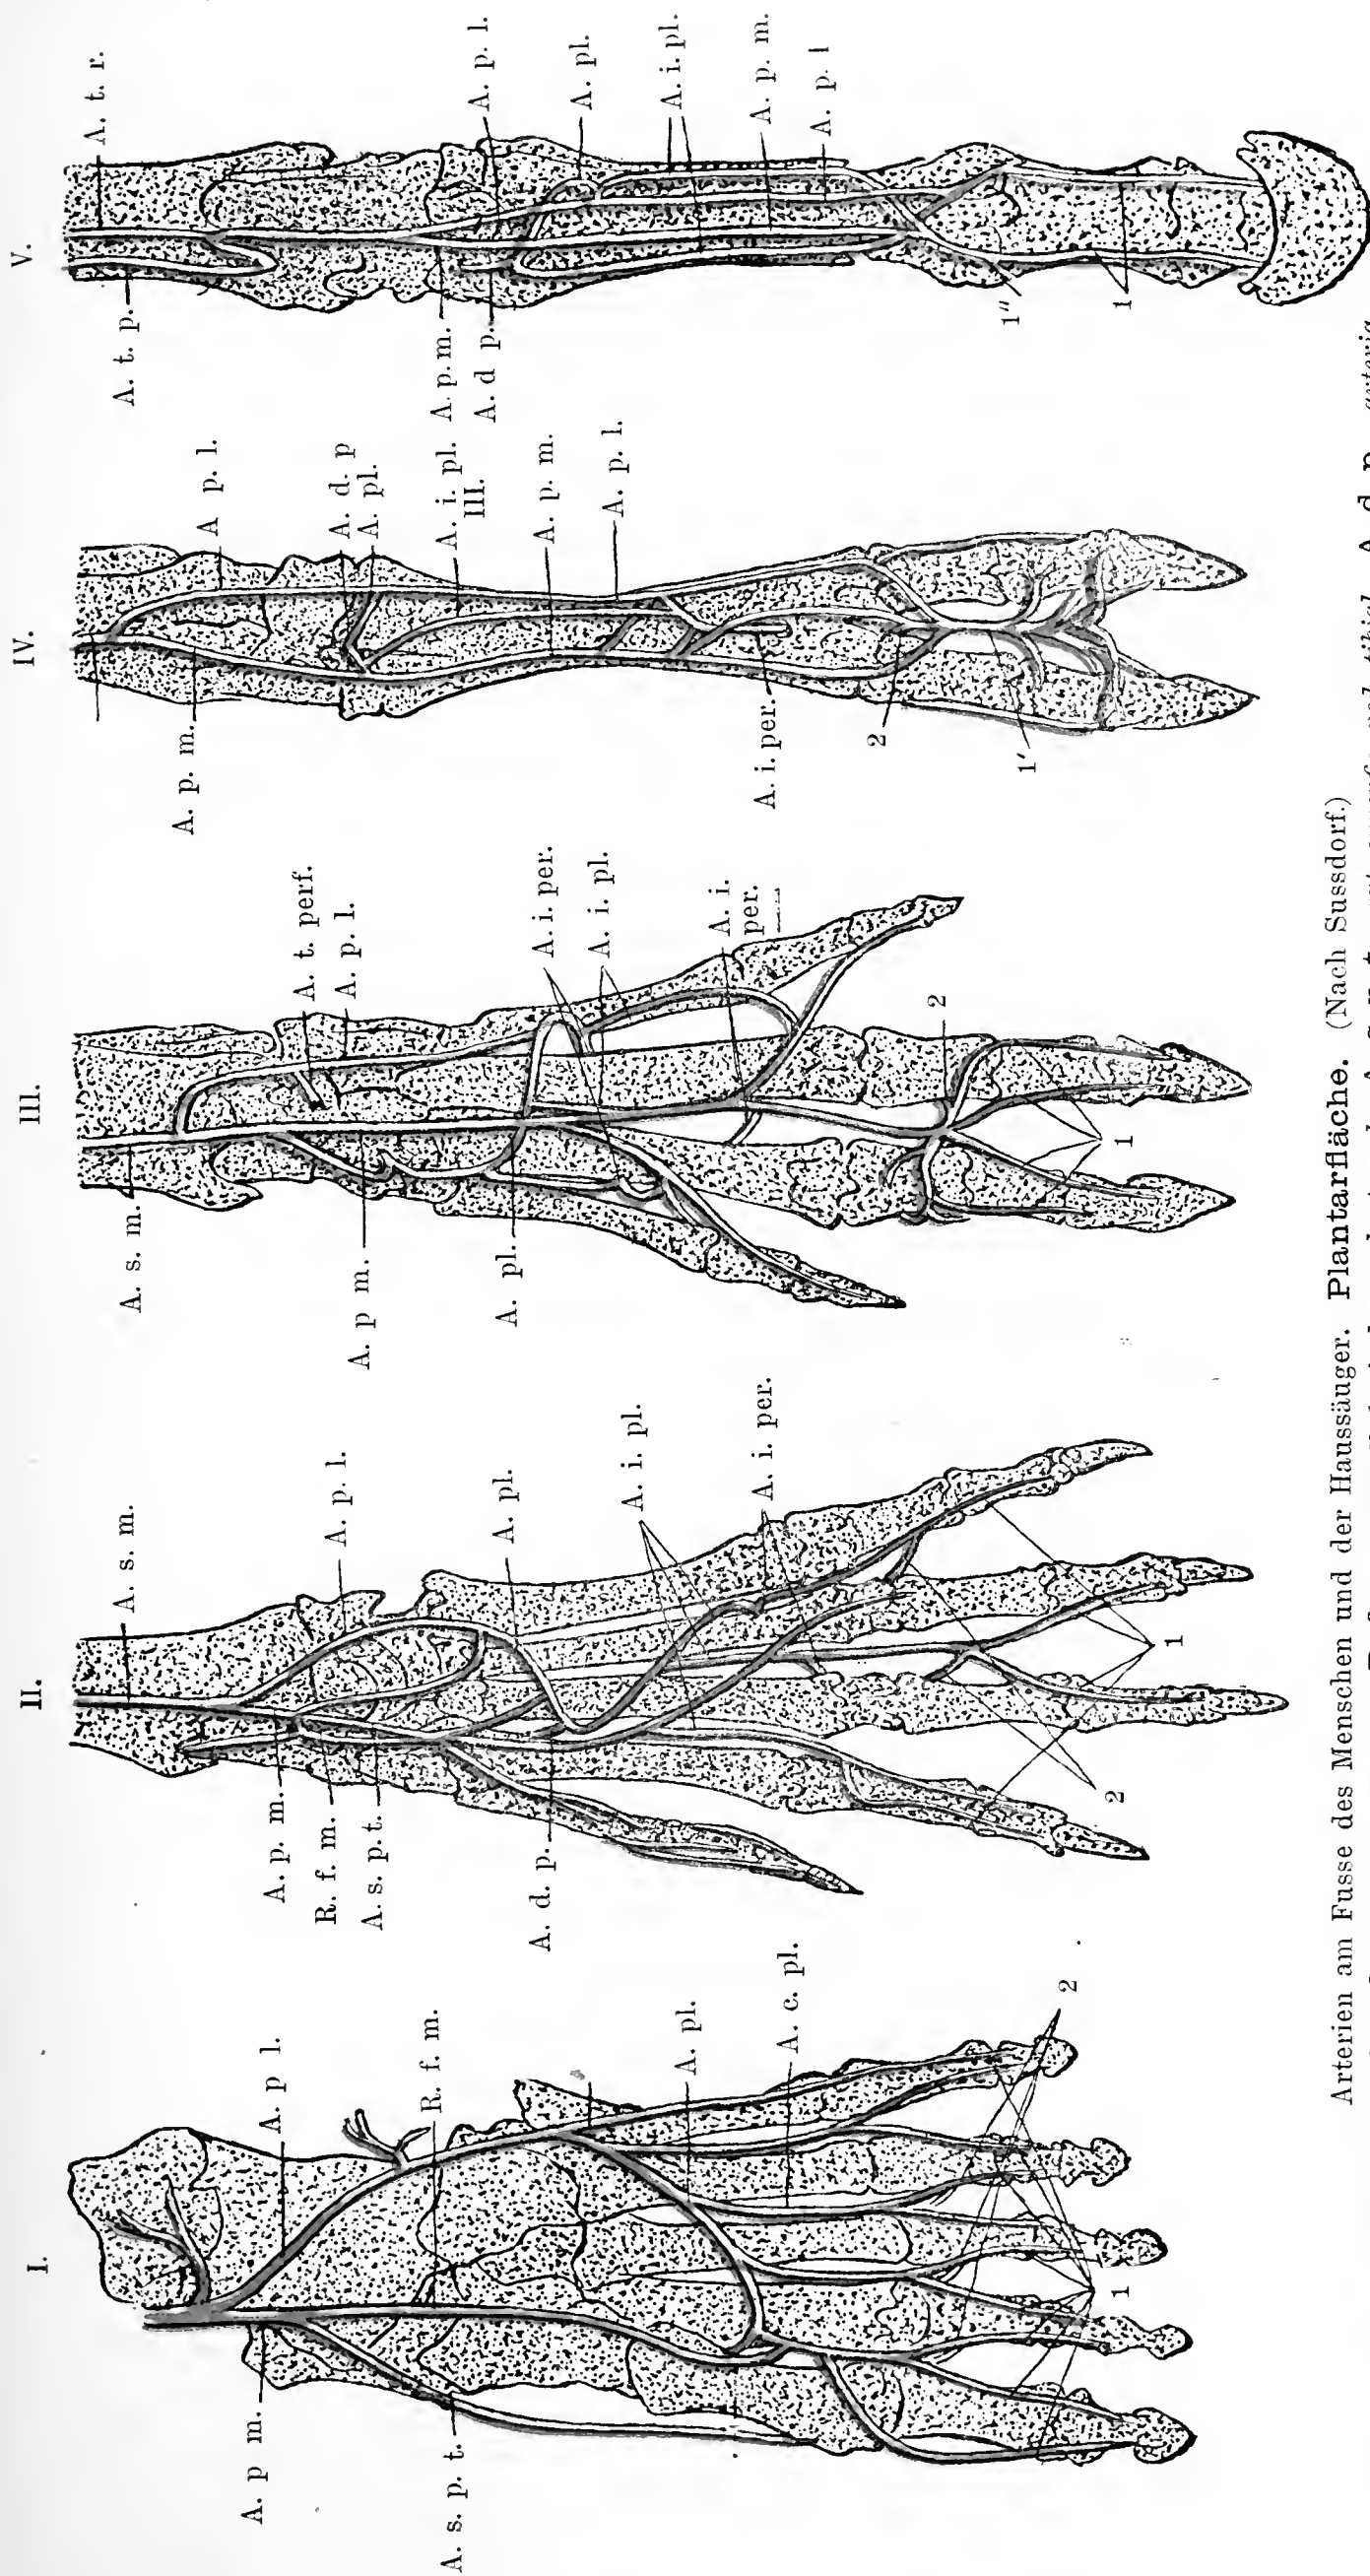 I.
A. p l.
R. f. m.
A. pl.
A. c. pl.
2
A. p m.
A. s. p. t.
1
II.
A. s. m.
A. p. l.
A. pl.
A. i. pl.
A. i. per.
A. p. m.
R. f. m.
A. s. p. t.
A. d. p.
1
2
III.
A. t. perf.
A. p. l.
A. i. per.
A. i. pl.
A. i.
per.
2
A. s. m.
A. p m.
A. pl.
1
IV.
A p. l.
A. d. p
A. pl.
A. i. pl.
III.
A. p. m.
A. p. l.
A. p. m.
A. i. per.
2
1′
V.
A. t. r.
A. p. l.
A. pl.
A. i. pl.
A. p. m.
A. p. l
A. t. p.
A. p. m.
A. d p.
1″
1
Arterien am Fusse des Menschen und der Haussäuger. Plantarfläche. (Nach Sussdorf.)
A. d. p. arteria